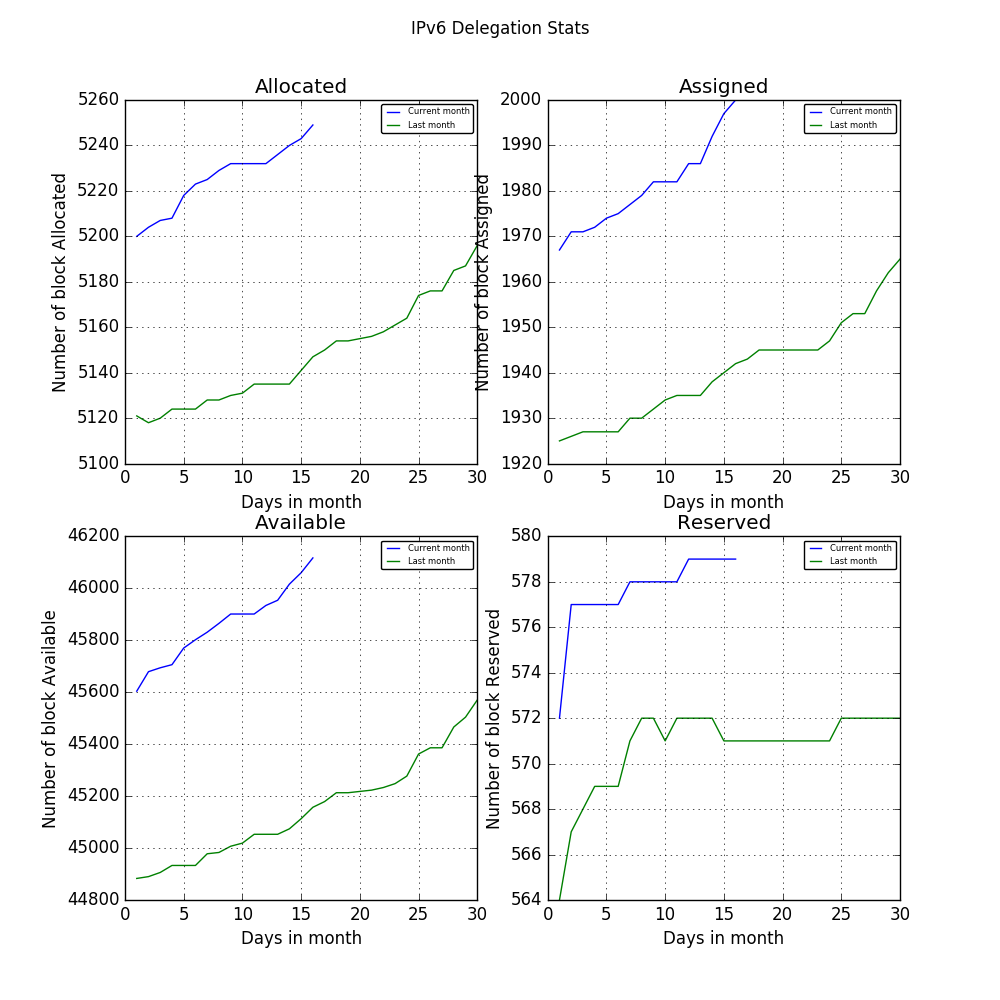 IPv6 Delegation Stats
Allocated
5260
5240
5220
5200
5180
5160
5140
5120
5100
0 5 10 15 20 25 30
Number of block Allocated
Days in month
Current month
Last month
Assigned
2000
1990
1980
1970
1960
1950
1940
1930
1920
0 5 10 15 20 25 30
Number of block Assigned
Days in month
Current month
Last month
Available
46200
46000
45800
45600
45400
45200
45000
44800
0 5 10 15 20 25 30
Number of block Available
Days in month
Current month
Last month
Reserved
580
578
576
574
572
570
568
566
564
0 5 10 15 20 25 30
Number of block Reserved
Days in month
Current month
Last month